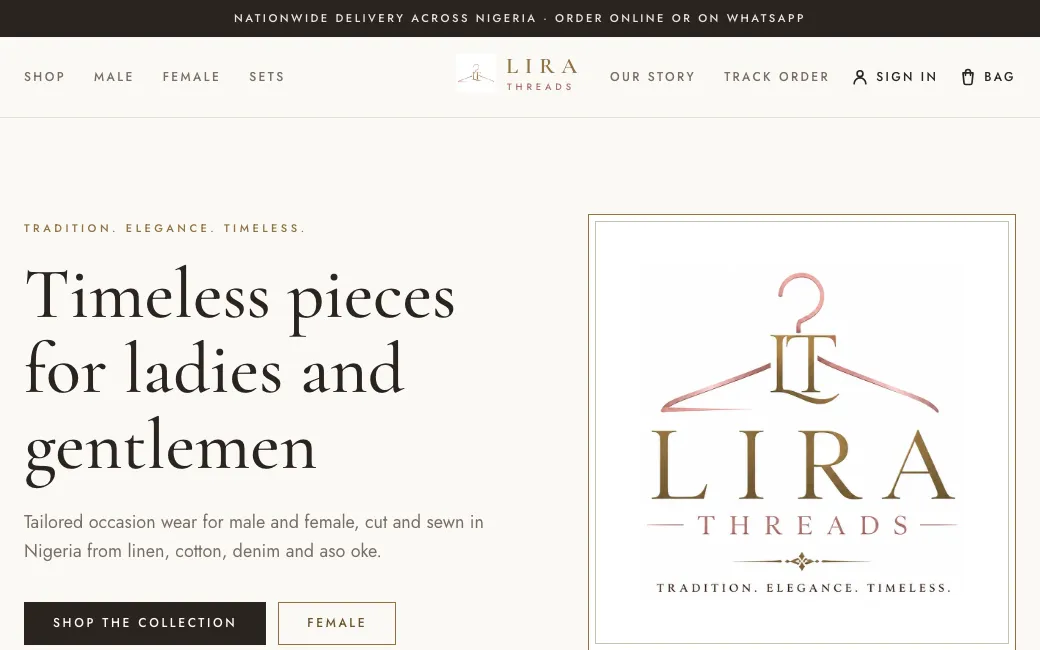 NATIONWIDE DELIVERY ACROSS NIGERIA · ORDER ONLINE OR ON WHATSAPP
SHOP MALE FEMALE SETS
LT
LIRA
THREADS
OUR STORY TRACK ORDER SIGN IN BAG
TRADITION. ELEGANCE. TIMELESS.
Timeless pieces
for ladies and
gentlemen
Tailored occasion wear for male and female, cut and sewn in
Nigeria from linen, cotton, denim and aso oke.
SHOP THE COLLECTION FEMALE
LT
LIRA
THREADS
TRADITION. ELEGANCE. TIMELESS.